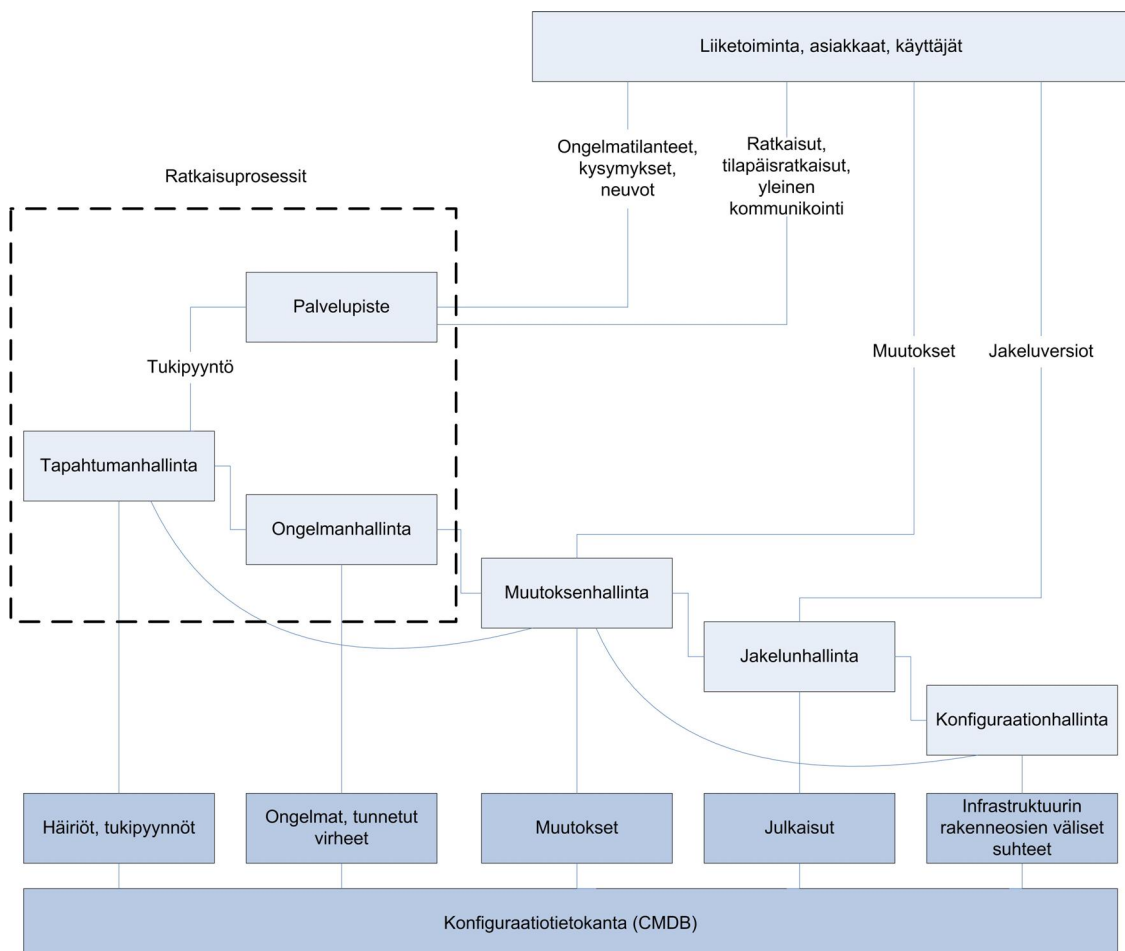 Liiketoiminta, asiakkaat, käyttäjät
Ongelmatilanteet,
kysymykset,
neuvot
Ratkaisut,
tilapäisratkaisut,
yleinen
kommunikointi
Ratkaisuprosessit
Palvelupiste
Tukipyyntö
Muutokset
Jakeluversiot
Tapahtumanhallinta
Ongelmanhallinta
Muutoksenhallinta
Jakelunhallinta
Konfiguraationhallinta
Häiriöt, tukipyynnöt
Ongelmat, tunnetut
virheet
Muutokset
Julkaisut
Infrastruktuurin
rakenneosien väliset
suhteet
Konfiguraatiotietokanta (CMDB)